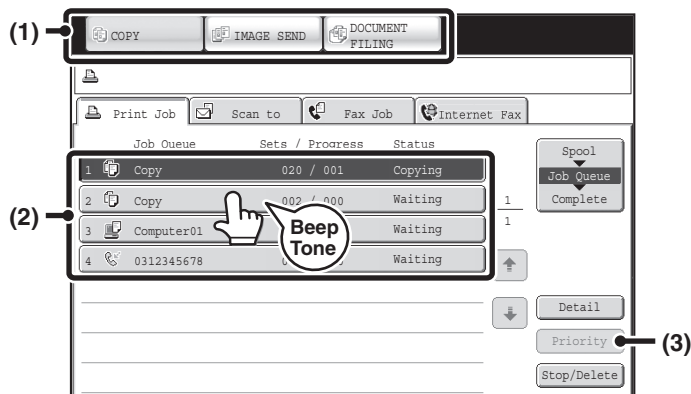 (1)
COPY IMAGE SEND DOCUMENT
FILING
Print Job Scan to Fax Job Internet Fax
Job Queue Sets / Progress Status
Spool
Job Queue
Complete
1 Copy 020 / 001 Copying
(2)
2 Copy 002 / 000 Waiting 1
3 Computer01 Waiting 1
4 0312345678 Waiting
Beep
Tone
Detail
Priority (3)
Stop/Delete